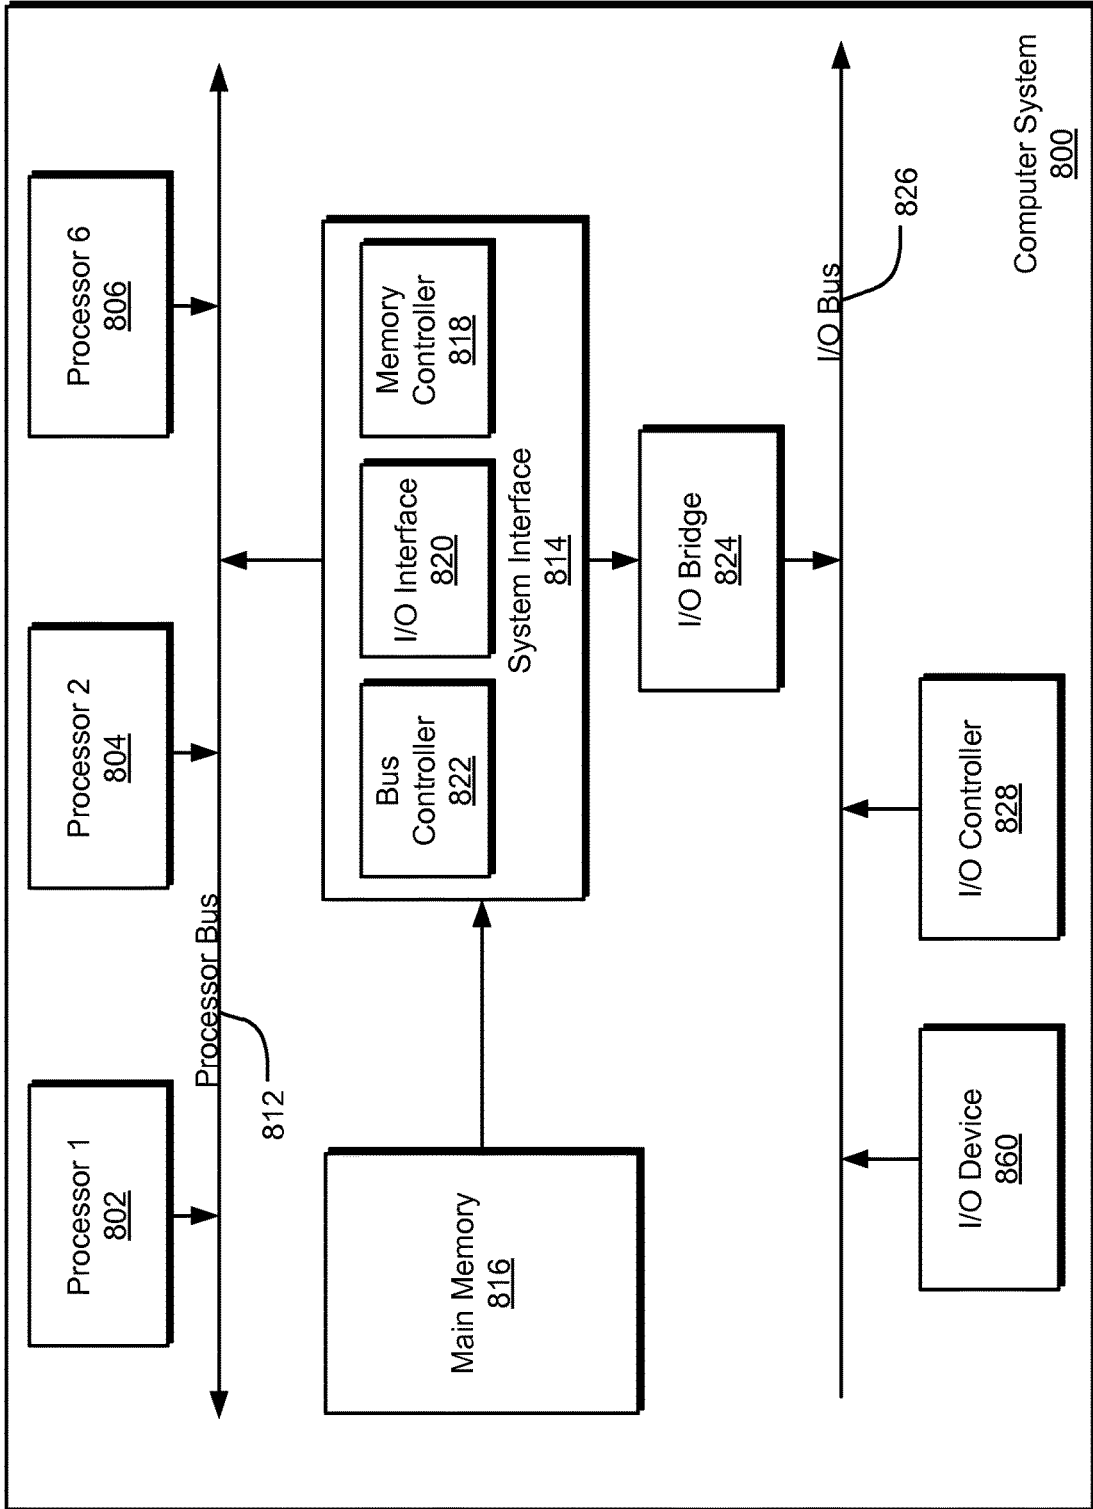 Processor 1
802
Processor 2
804
Processor 6
806
Processor Bus
812
Main Memory
816
Bus
Controller
822
I/O Interface
820
Memory
Controller
818
System Interface
814
I/O Bridge
824
I/O Bus
826
I/O Device
860
I/O Controller
828
Computer System
800